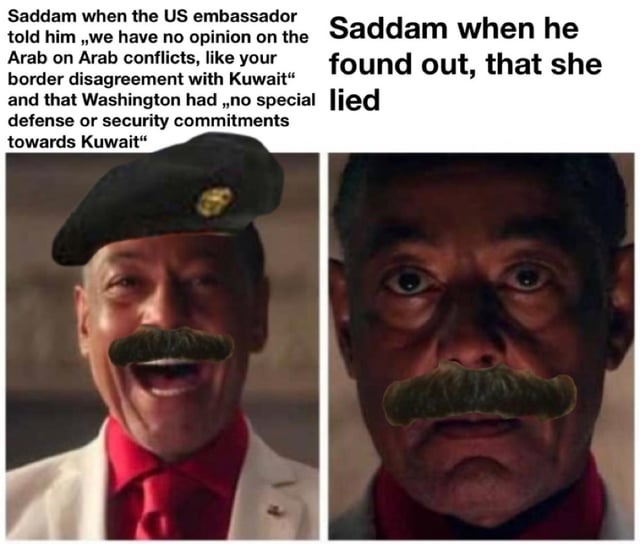 Saddam when the US embassador
told him „we have no opinion on the
Arab on Arab conflicts, like your
border disagreement with Kuwait“
and that Washington had „no special
defense or security commitments
towards Kuwait“
Saddam when he
found out, that she
lied